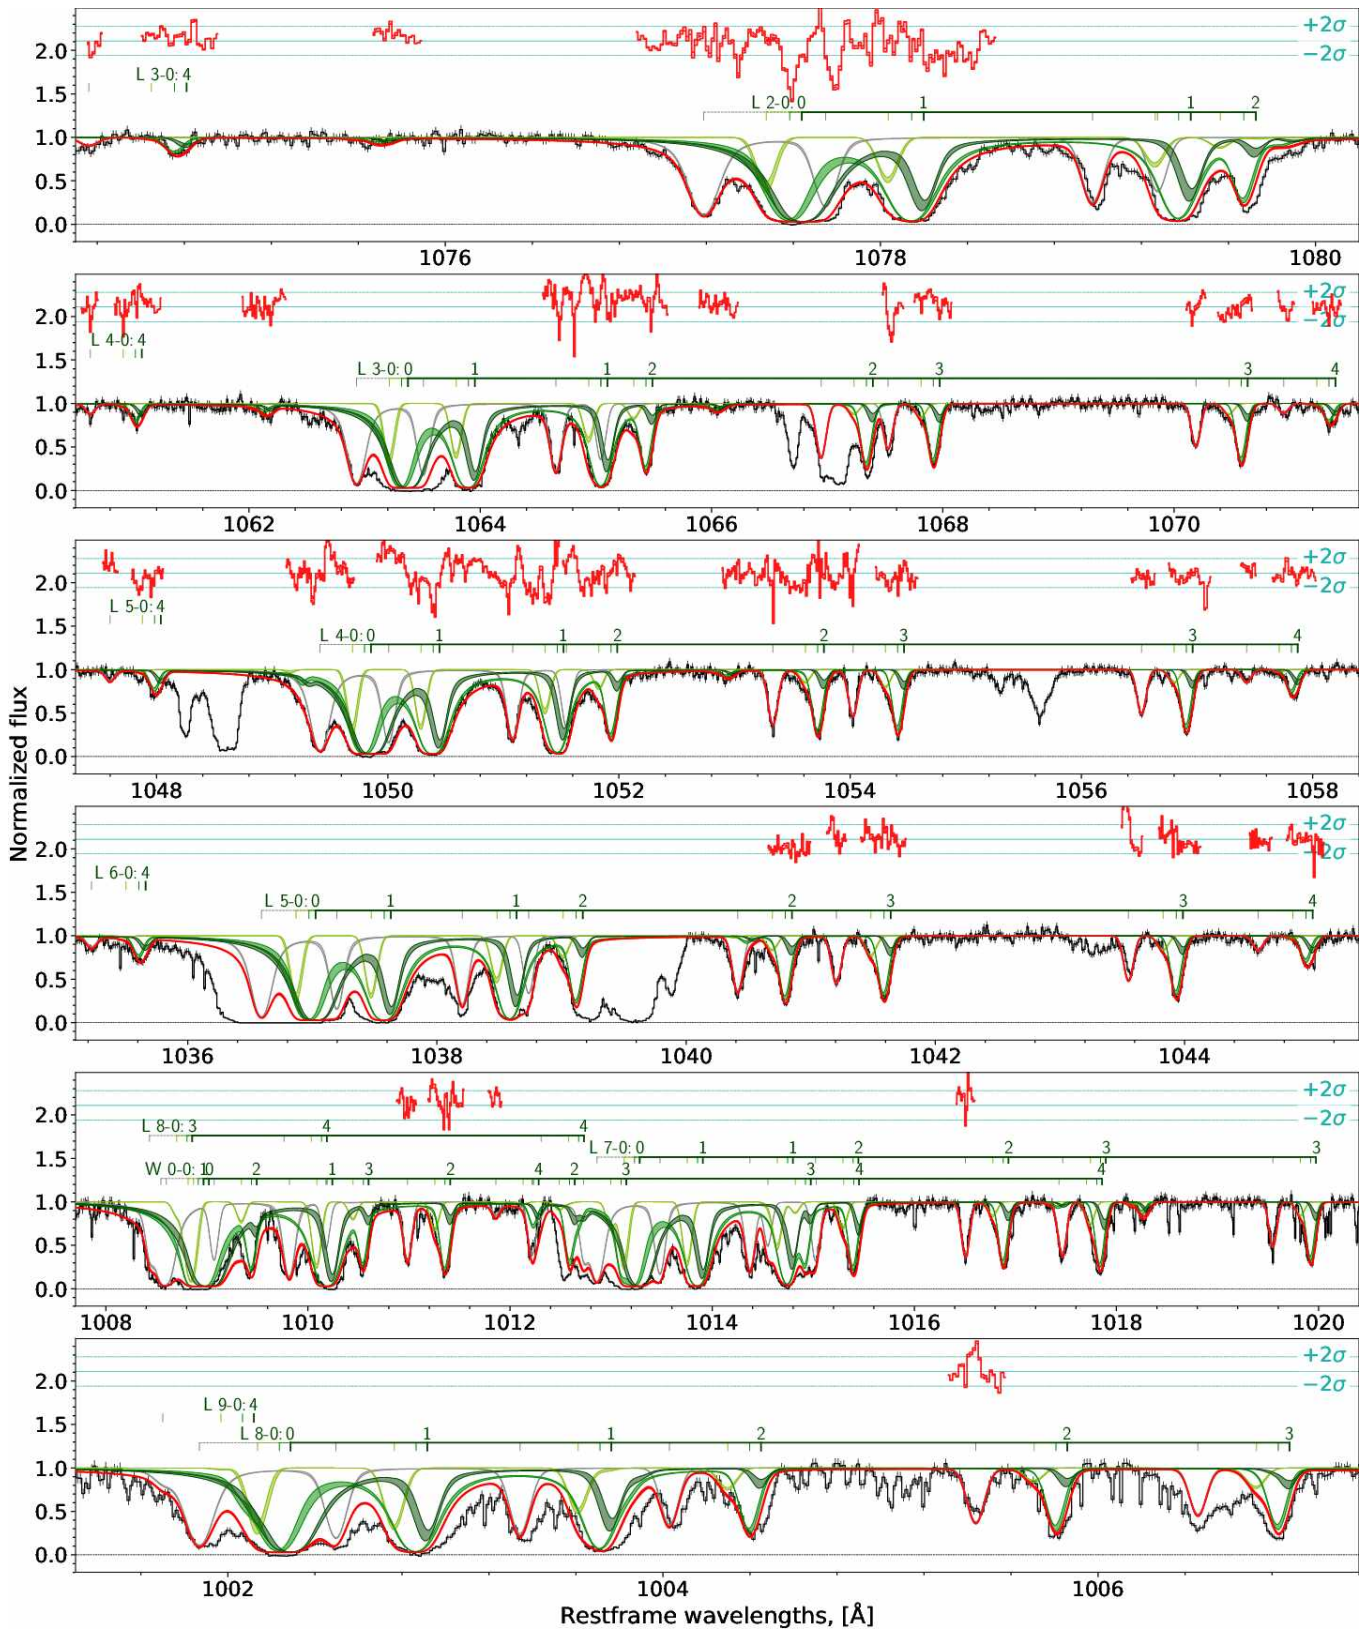 +2σ
−2σ
2.0
L 3-0: 4
1.5
L 2-0: 0 1 1 2
1.0
0.5
0.0
1076 1078 1080
+2σ
−2σ
2.0
L 4-0: 4
1.5
L 3-0: 0 1 1 2 2 3 3 4
1.0
0.5
0.0
1062 1064 1066 1068 1070
+2σ
−2σ
2.0
L 5-0: 4
1.5
L 4-0: 0 1 1 2 2 3 3 4
1.0
0.5
0.0
1048 1050 1052 1054 1056 1058
Normalized flux
+2σ
−2σ
2.0
L 6-0: 4
1.5
L 5-0: 0 1 1 2 2 3 3 4
1.0
0.5
0.0
1036 1038 1040 1042 1044
+2σ
−2σ
2.0
L 8-0: 3 4 4
L 7-0: 0 1 1 2 2 3 3
1.5
W 0-0: 1 0 2 1 3 2 4 2 3 3 4 4
1.0
0.5
0.0
1008 1010 1012 1014 1016 1018 1020
+2σ
−2σ
2.0
L 9-0: 4
1.5
L 8-0: 0 1 1 2 2 3
1.0
0.5
0.0
1002 1004 1006
Restframe wavelengths, [Å]